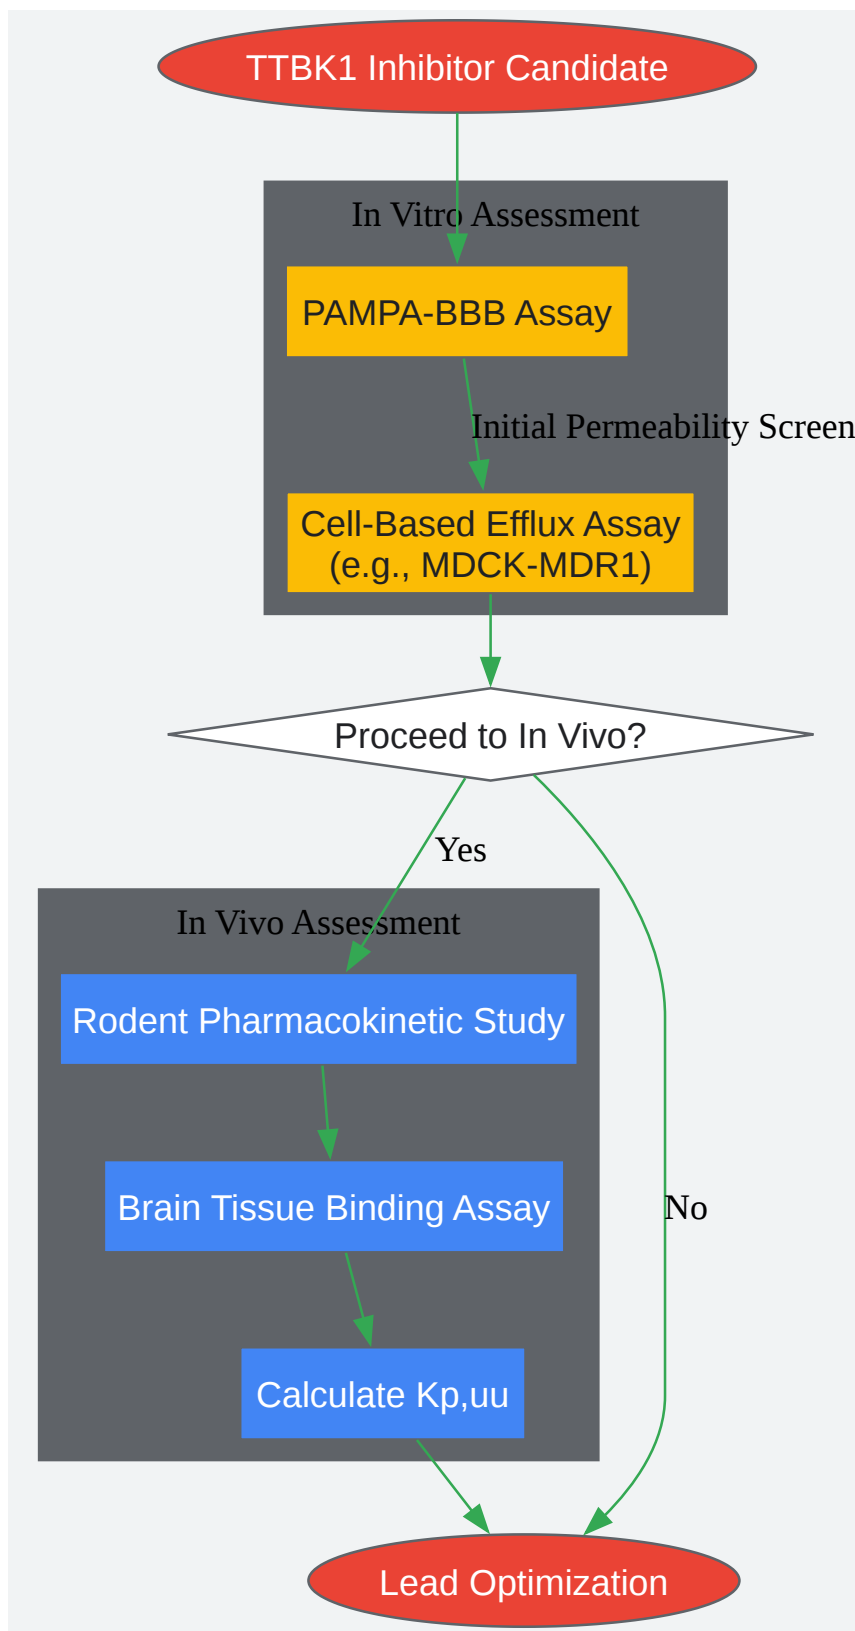 TTBK1 Inhibitor Candidate
In Vitro Assessment
PAMPA-BBB Assay
Initial Permeability Screen
Cell-Based Efflux Assay
(e.g., MDCK-MDR1)
Proceed to In Vivo?
Yes
In Vivo Assessment
Rodent Pharmacokinetic Study
Brain Tissue Binding Assay
No
Calculate Kp,uu
Lead Optimization